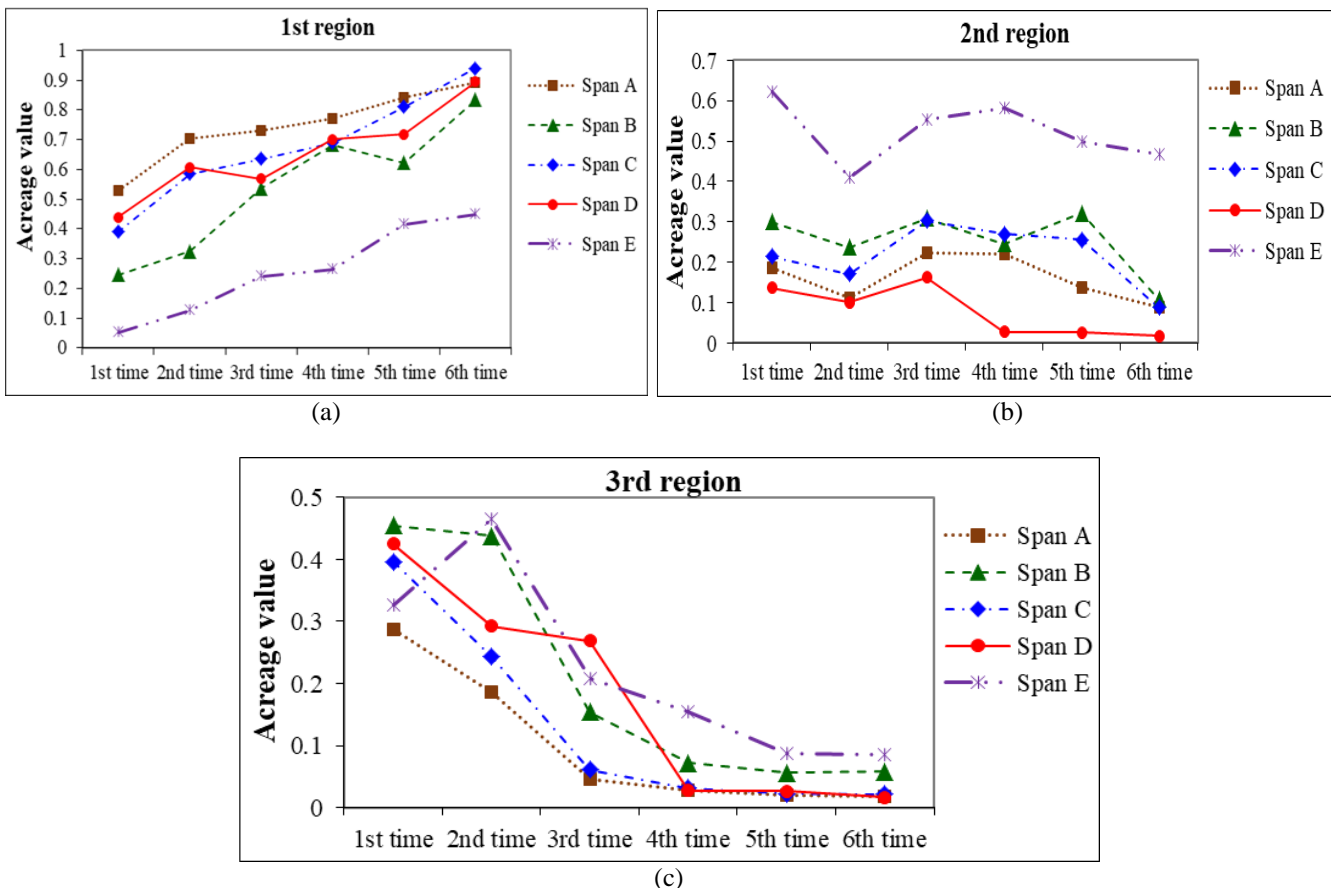 1st region
Acreage value
1
0.9
0.8
0.7
0.6
0.5
0.4
0.3
0.2
0.1
0
1st time 2nd time 3rd time 4th time 5th time 6th time
Span A
Span B
Span C
Span D
Span E
(a)
2nd region
Acreage value
0.7
0.6
0.5
0.4
0.3
0.2
0.1
0
1st time 2nd time 3rd time 4th time 5th time 6th time
Span A
Span B
Span C
Span D
Span E
(b)
3rd region
Acreage value
0.5
0.4
0.3
0.2
0.1
0
1st time 2nd time 3rd time 4th time 5th time 6th time
Span A
Span B
Span C
Span D
Span E
(c)